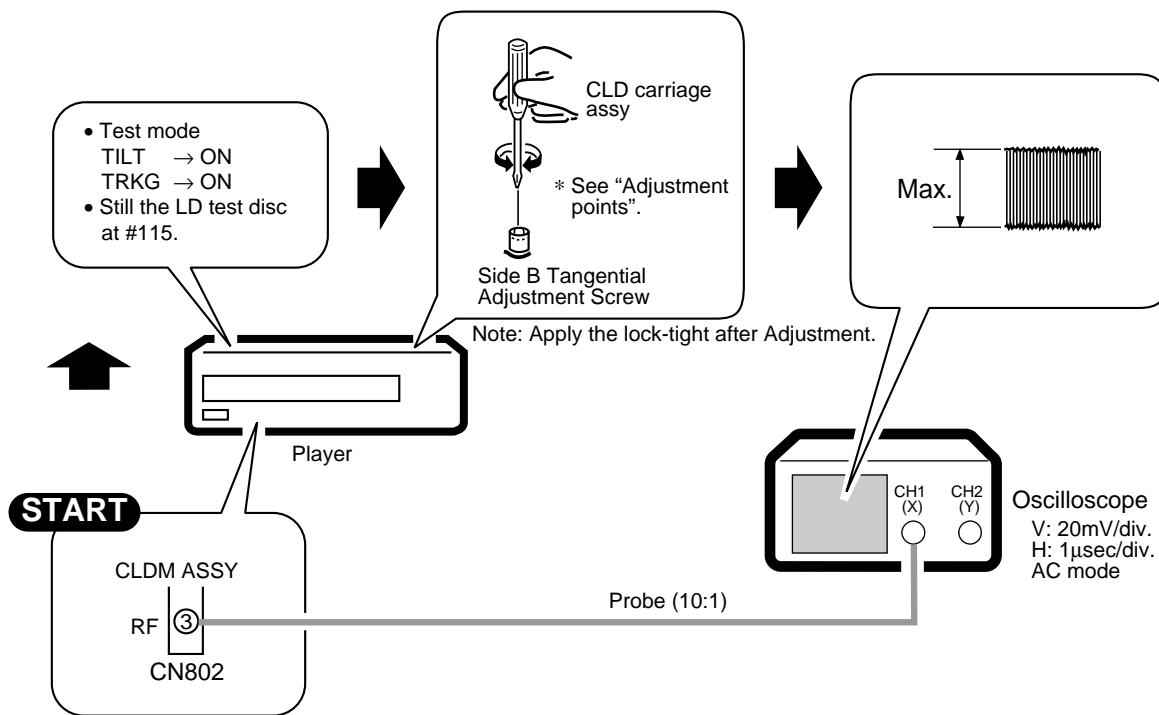 • Test mode
TILT → ON
TRKG → ON
• Still the LD test disc
at #115.
CLD carriage
assy
* See “Adjustment
points”.
Side B Tangential
Adjustment Screw
Note: Apply the lock-tight after Adjustment.
Max.
Player
START
CLDM ASSY
RF
③
CN802
Probe (10:1)
CH1
(X)
CH2
(Y)
Oscilloscope
V: 20mV/div.
H: 1μsec/div.
AC mode